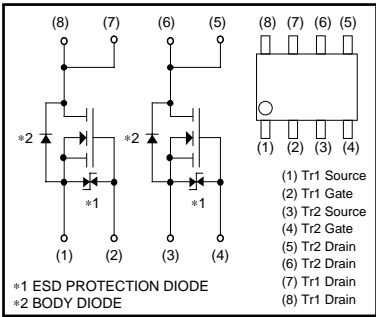 (8) (7) (6) (5)
(8) (7) (6) (5)
∗2 ∗2
∗1 ∗1
(1) (2) (3) (4)
(1) (2) (3) (4)
(1) Tr1 Source
(2) Tr1 Gate
(3) Tr2 Source
(4) Tr2 Gate
(5) Tr2 Drain
(6) Tr2 Drain
(7) Tr1 Drain
(8) Tr1 Drain
∗1 ESD PROTECTION DIODE
∗2 BODY DIODE